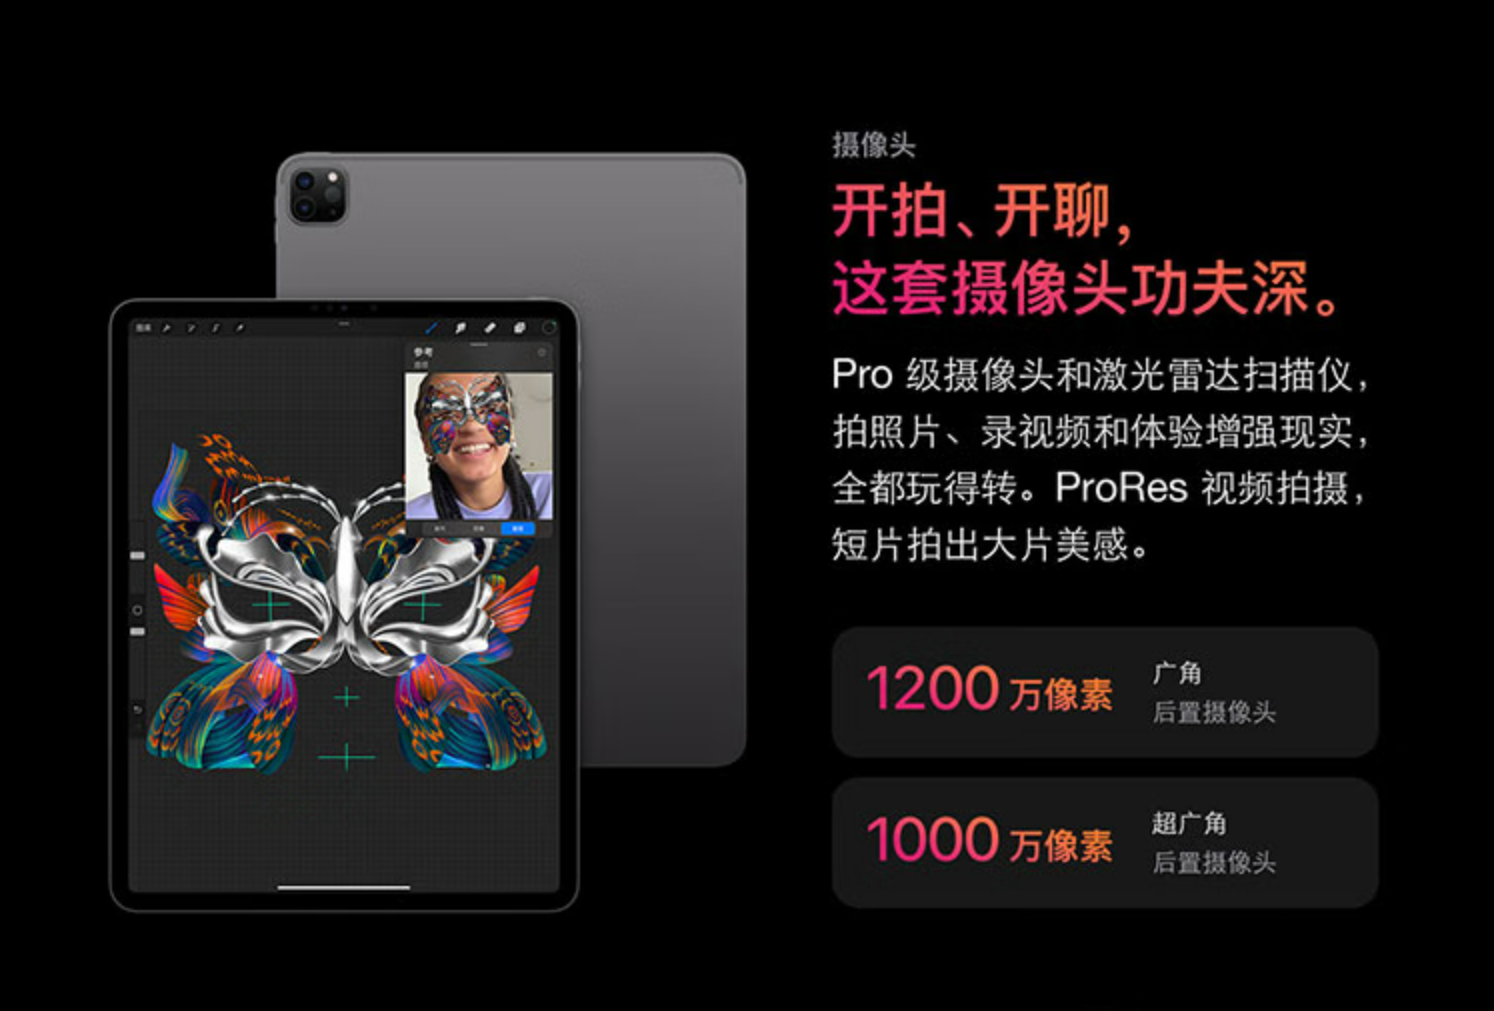 摄像头
开拍、开聊，
这套摄像头功夫深。
Pro 级摄像头和激光雷达扫描仪，
拍照片、录视频和体验增强现实，
全都玩得转。ProRes 视频拍摄，
短片拍出大片美感。
1200 万像素
广角
后置摄像头
1000 万像素
超广角
后置摄像头
图库
参考